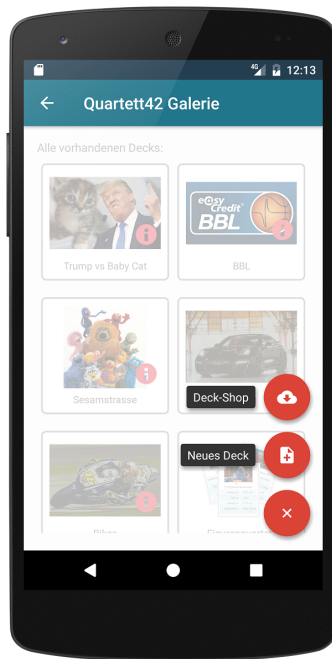 4G 12:13
Quartett42 Galerie
Alle vorhandenen Decks:
easy
Credit
BBL
Trump vs Baby Cat
BBL
Sesamstrasse
Deck-Shop
Neues Deck
Bikes